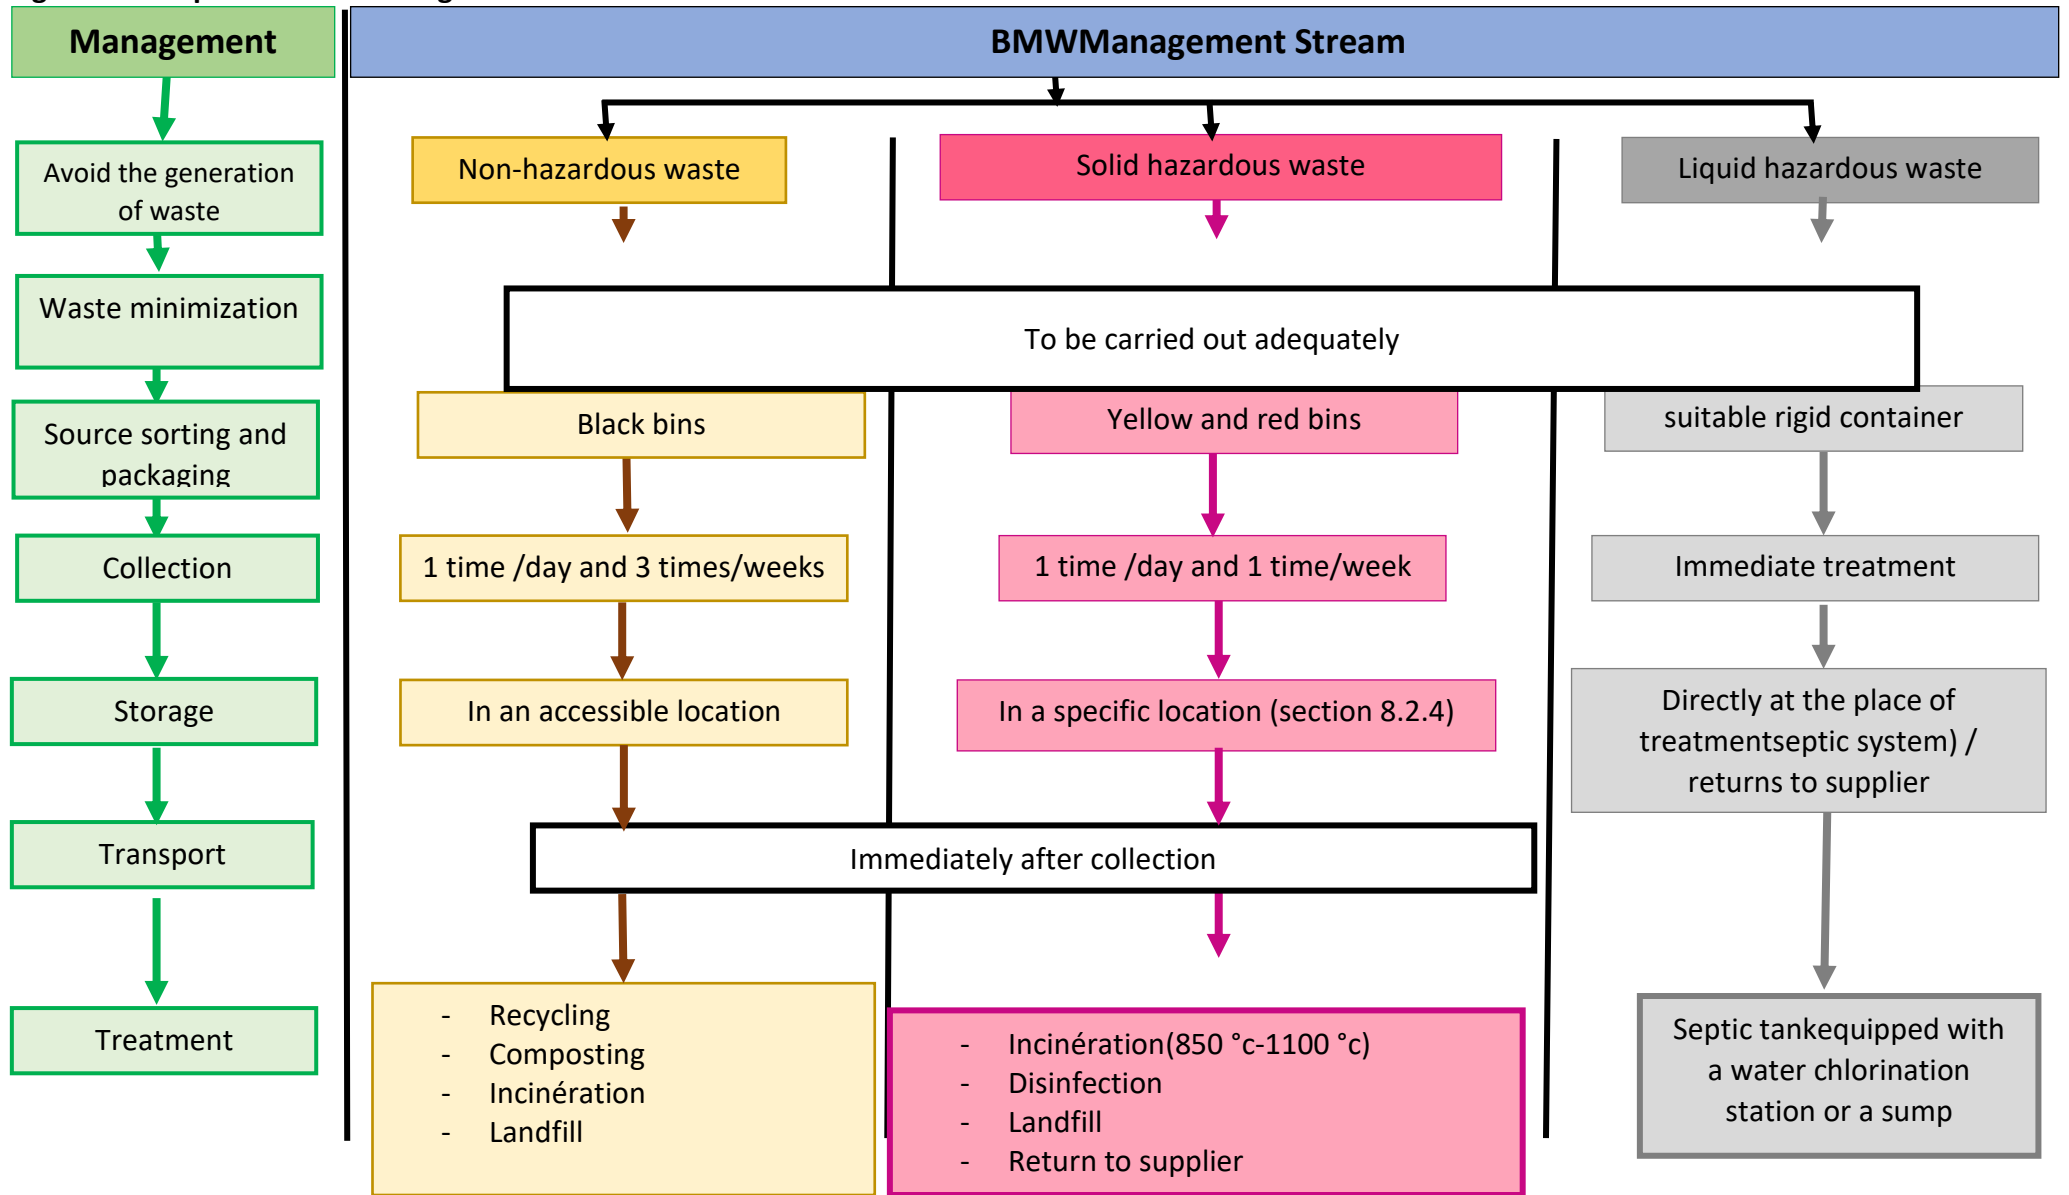 Management
BMWManagement Stream
Avoid the generation
of waste
Non-hazardous waste
Solid hazardous waste
Liquid hazardous waste
Waste minimization
To be carried out adequately
Source sorting and
packaging
Black bins
Yellow and red bins
suitable rigid container
Collection
1 time /day and 3 times/weeks
1 time /day and 1 time/week
Immediate treatment
Storage
In an accessible location
In a specific location (section 8.2.4)
Directly at the place of
treatmentseptic system) /
returns to supplier
Transport
Immediately after collection
Treatment
- Recycling
- Composting
- Incinération
- Landfill
- Incinération(850 °c-1100 °c)
- Disinfection
- Landfill
- Return to supplier
Septic tankequipped with
a water chlorination
station or a sump